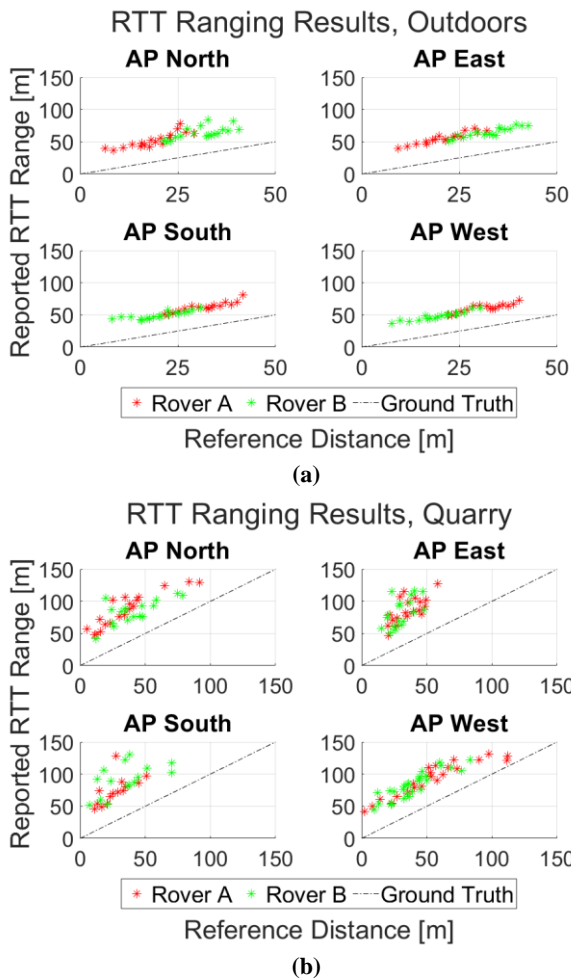 RTT Ranging Results, Outdoors
AP North
AP East
150
100
50
0
0
25
50
150
100
50
0
0
25
50
AP South
AP West
150
100
50
0
0
25
50
150
100
50
0
0
25
50
Reported RTT Range [m]
Rover A
Rover B
Ground Truth
Reference Distance [m]
(a)
RTT Ranging Results, Quarry
AP North
AP East
150
100
50
0
0
50
100
150
150
100
50
0
0
50
100
150
AP South
AP West
150
100
50
0
0
50
100
150
150
100
50
0
0
50
100
150
Reported RTT Range [m]
Rover A
Rover B
Ground Truth
Reference Distance [m]
(b)